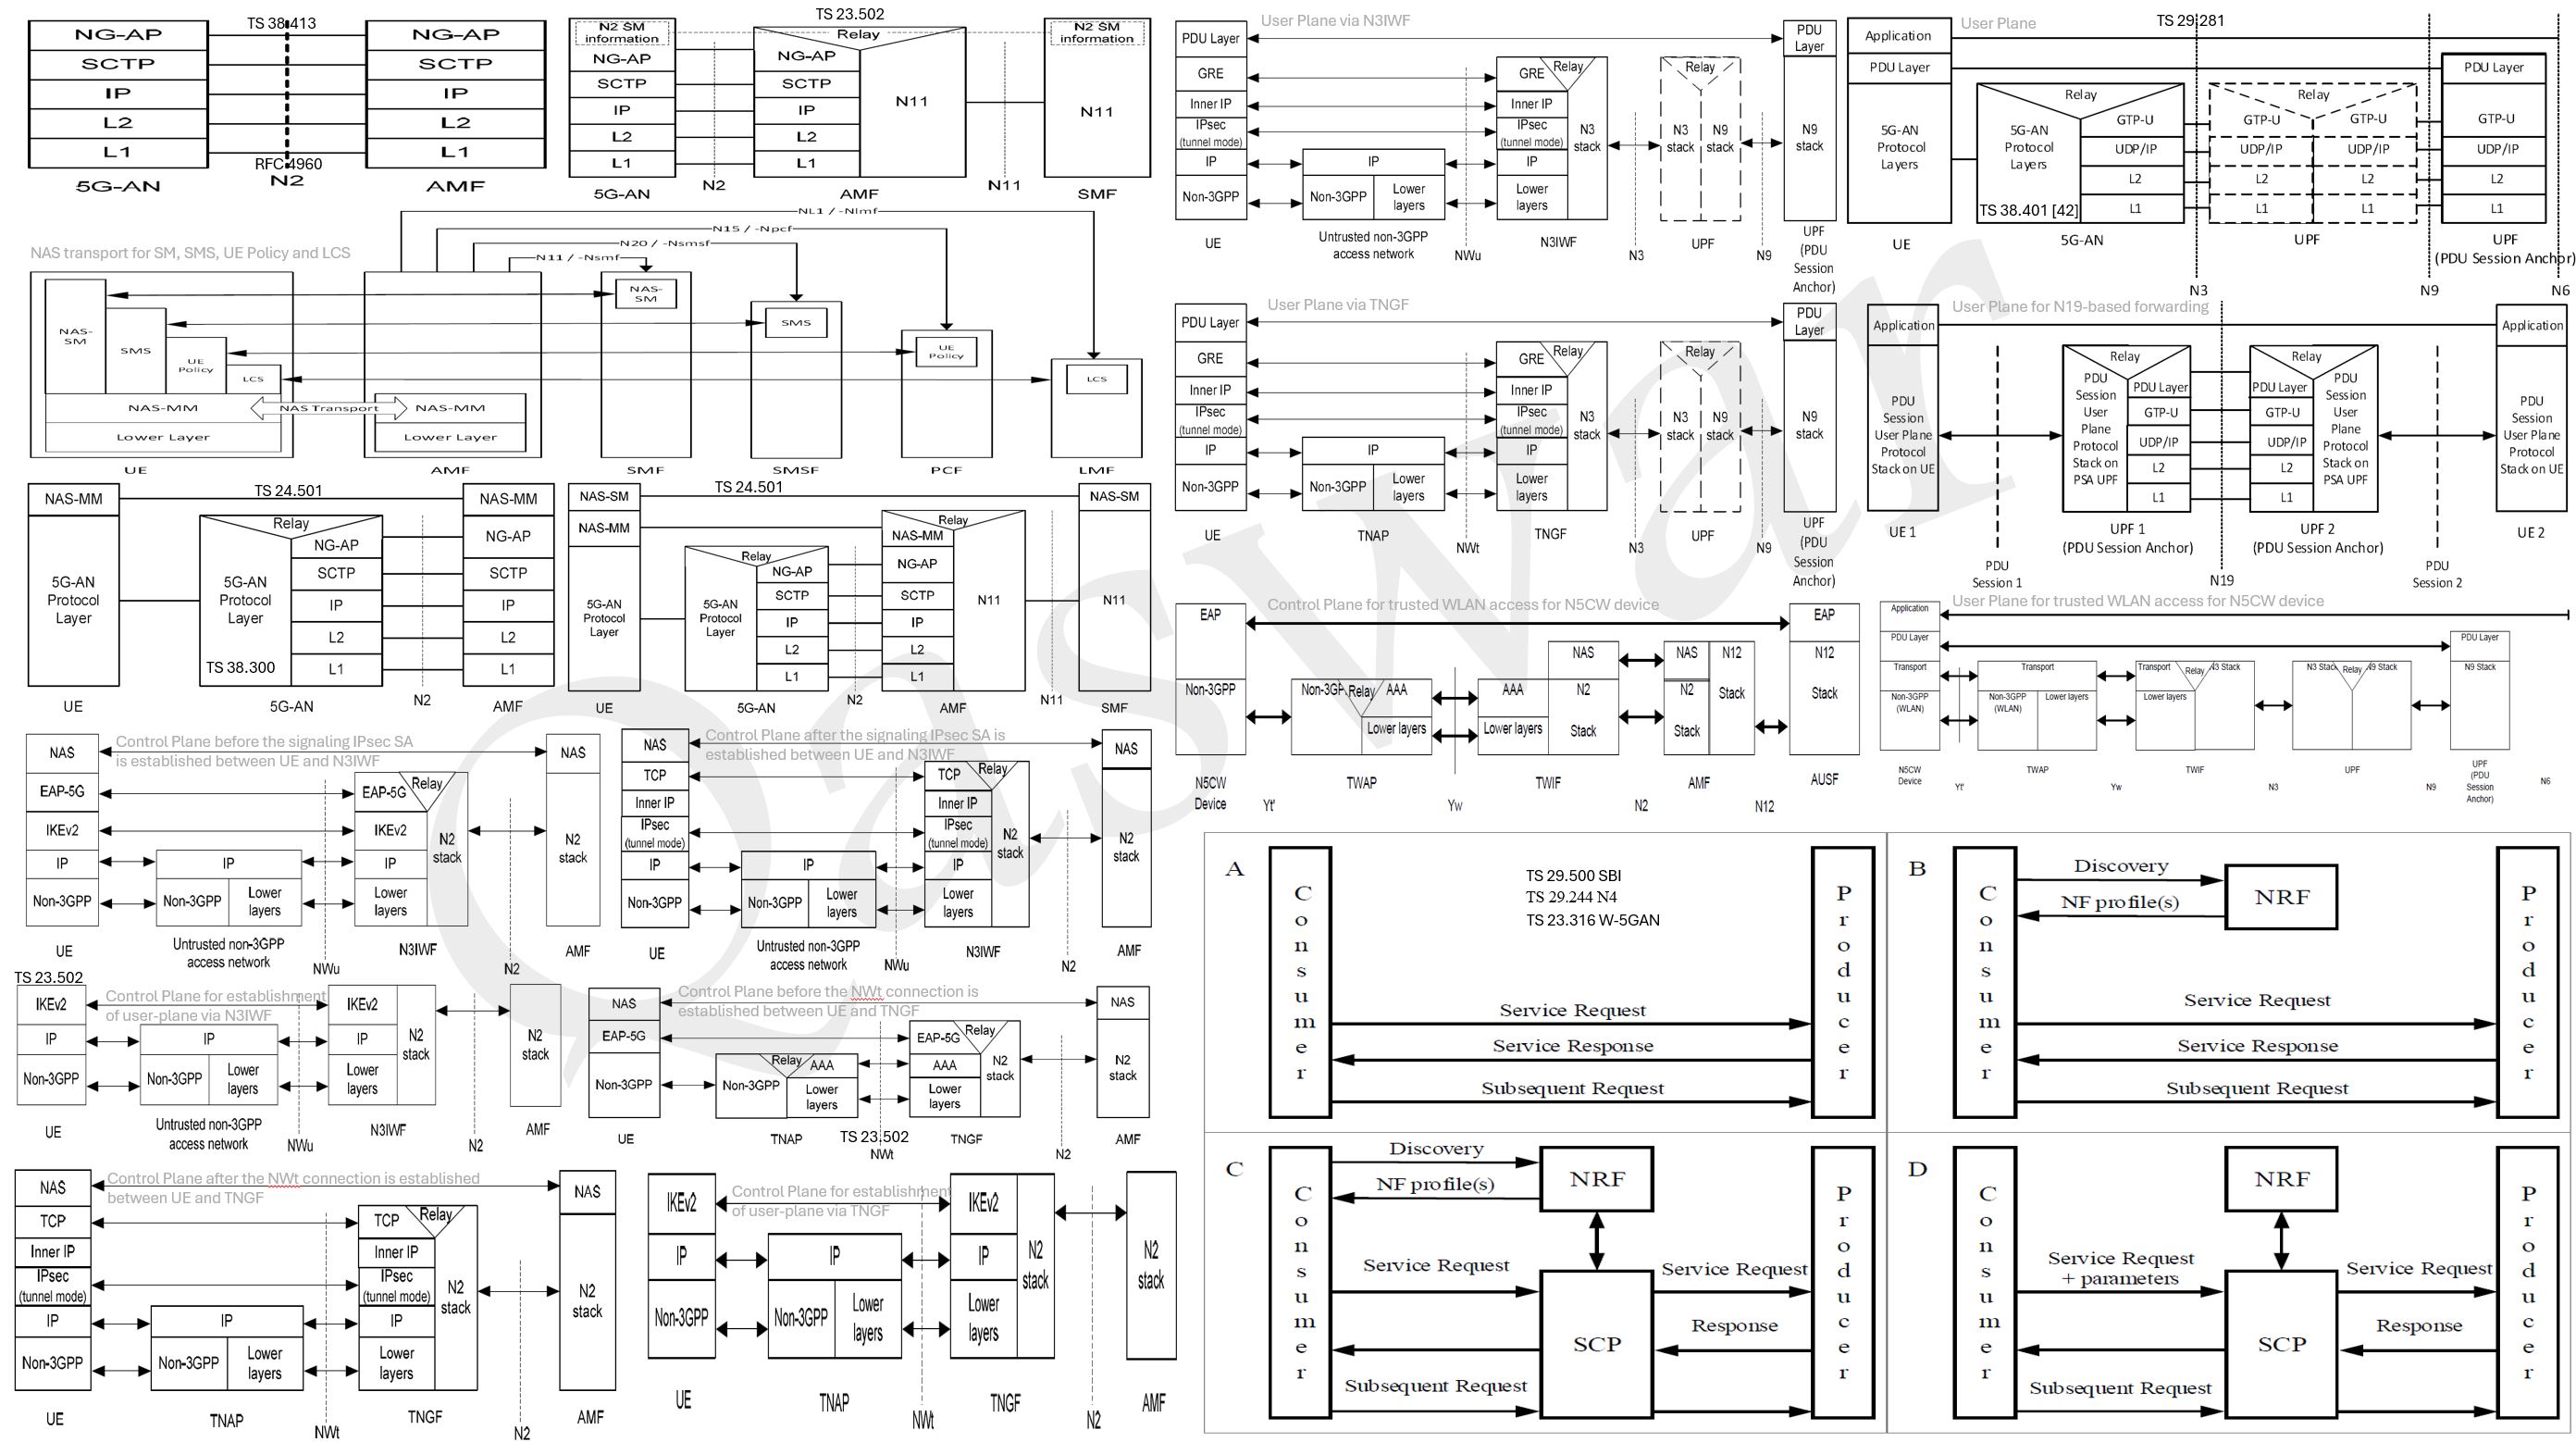 TS 38.413
NG-AP NG-AP
SCTP SCTP
IP IP
L2 L2
L1 L1
RFC 4960
5G-AN N2 AMF
TS 23.502
N2 SM information Relay N2 SM information
NG-AP NG-AP
SCTP SCTP
IP IP N11 N11
L2 L2
L1 L1
5G-AN N2 AMF N11 SMF
NAS transport for SM, SMS, UE Policy and LCS
NL1 / -Nlmf
N15 / -Npcf
N20 / -Nsmsf
N11 / -Nsmf
NAS-SM NAS-SM
SMS SMS
UE Policy UE Policy
LCS LCS
NAS-MM NAS Transport NAS-MM
Lower Layer Lower Layer
UE AMF SMF SMSF PCF LMF
NAS-MM TS 24.501 NAS-MM
Relay
NG-AP NG-AP
5G-AN Protocol Layer 5G-AN Protocol Layer
SCTP SCTP
IP IP
L2 L2
TS 38.300 L1 L1
UE 5G-AN N2 AMF
NAS-SM TS 24.501 NAS-SM
NAS-MM Relay NAS-MM
Relay
NG-AP NG-AP
5G-AN Protocol Layer 5G-AN Protocol Layer
SCTP SCTP N11 N11
IP IP
L2 L2
L1 L1
UE 5G-AN N2 AMF N11 SMF
Control Plane before the signaling IPsec SA
is established between UE and N3IWF
NAS NAS
EAP-5G EAP-5G Relay
IKEv2 IKEv2
IP IP IP N2 stack N2 stack
Non-3GPP Non-3GPP Lower layers Lower layers
UE Untrusted non-3GPP access network NWu N3IWF N2 AMF
Control Plane after the signaling IPsec SA is
established between UE and N3IWF
NAS NAS
TCP TCP Relay
Inner IP Inner IP
IPsec (tunnel mode) IPsec (tunnel mode) N2 stack N2 stack
IP IP IP
Non-3GPP Non-3GPP Lower layers Lower layers
UE Untrusted non-3GPP access network NWu N3IWF N2 AMF
TS 23.502
Control Plane for establishment
of user-plane via N3IWF
IKEv2 IKEv2
IP IP IP N2 stack N2 stack
Non-3GPP Non-3GPP Lower layers Lower layers
UE Untrusted non-3GPP access network NWu N3IWF N2 AMF
Control Plane before the NWt connection is
established between UE and TNGF
NAS NAS
EAP-5G EAP-5G Relay
Relay AAA AAA N2 stack N2 stack
Non-3GPP Non-3GPP Lower layers Lower layers
UE TNAP TS 23.502 NWt TNGF N2 AMF
Control Plane after the NWt connection is established
between UE and TNGF
NAS NAS
TCP TCP Relay
Inner IP Inner IP
IPsec (tunnel mode) IPsec (tunnel mode) N2 stack N2 stack
IP IP IP
Non-3GPP Non-3GPP Lower layers Lower layers
UE TNAP NWt TNGF N2 AMF
Control Plane for establishment
of user-plane via TNGF
IKEv2 IKEv2
IP IP IP N2 stack N2 stack
Non-3GPP Non-3GPP Lower layers Lower layers
UE TNAP NWt TNGF N2 AMF
User Plane via N3IWF
PDU Layer PDU Layer
GRE GRE Relay Relay
Inner IP Inner IP
IPsec (tunnel mode) IPsec (tunnel mode) N3 stack N3 stack N9 stack N9 stack
IP IP IP
Non-3GPP Non-3GPP Lower layers Lower layers
UE Untrusted non-3GPP access network NWu N3IWF N3 UPF N9 UPF (PDU Session Anchor)
User Plane via TNGF
PDU Layer PDU Layer
GRE GRE Relay Relay
Inner IP Inner IP
IPsec (tunnel mode) IPsec (tunnel mode) N3 stack N3 stack N9 stack N9 stack
IP IP IP
Non-3GPP Non-3GPP Lower layers Lower layers
UE TNAP NWt TNGF N3 UPF N9 UPF (PDU Session Anchor)
User Plane TS 29.281
Application
PDU Layer PDU Layer
Relay Relay
5G-AN Protocol Layers 5G-AN Protocol Layers
GTP-U GTP-U GTP-U GTP-U
UDP/IP UDP/IP UDP/IP UDP/IP
L2 L2 L2 L2
TS 38.401 [42] L1 L1 L1 L1
UE 5G-AN UPF UPF (PDU Session Anchor)
N3 N9 N6
User Plane for N19-based forwarding
Application Application
Relay Relay
PDU Session User Plane Protocol Stack on UE
PDU Session User Plane Protocol Stack on PSA UPF
PDU Layer PDU Layer
GTP-U GTP-U
UDP/IP UDP/IP
L2 L2
L1 L1
PDU Session User Plane Protocol Stack on PSA UPF
PDU Session User Plane Protocol Stack on UE
UE 1 UPF 1 (PDU Session Anchor) UPF 2 (PDU Session Anchor) UE 2
PDU Session 1 N19 PDU Session 2
Control Plane for trusted WLAN access for N5CW device
EAP EAP
NAS NAS N12 N12
Non-3GPP Relay AAA AAA N2 N2 Stack Stack
Lower layers Lower layers Stack Stack
N5CW Device Yt' TWAP Yw TWIF N2 AMF N12 AUSF
User Plane for trusted WLAN access for N5CW device
Application
PDU Layer PDU Layer
Transport Transport Transport Relay N3 Stack N3 Stack Relay N9 Stack N9 Stack
Non-3GPP (WLAN) Non-3GPP (WLAN) Lower layers Lower layers
N5CW Device Yt' TWAP Yw TWIF N3 UPF N9 UPF (PDU Session Anchor) N6
A
Consumer
TS 29.500 SBI
TS 29.244 N4
TS 23.316 W-5GAN
Service Request
Service Response
Subsequent Request
Producer
B
Consumer
Discovery
NF profile(s)
NRF
Service Request
Service Response
Subsequent Request
Producer
C
Consumer
Discovery
NF profile(s)
NRF
Service Request
Service Request
SCP
Response
Subsequent Request
Producer
D
Consumer
NRF
Service Request
+ parameters
Service Request
SCP
Response
Subsequent Request
Producer
Qaswar